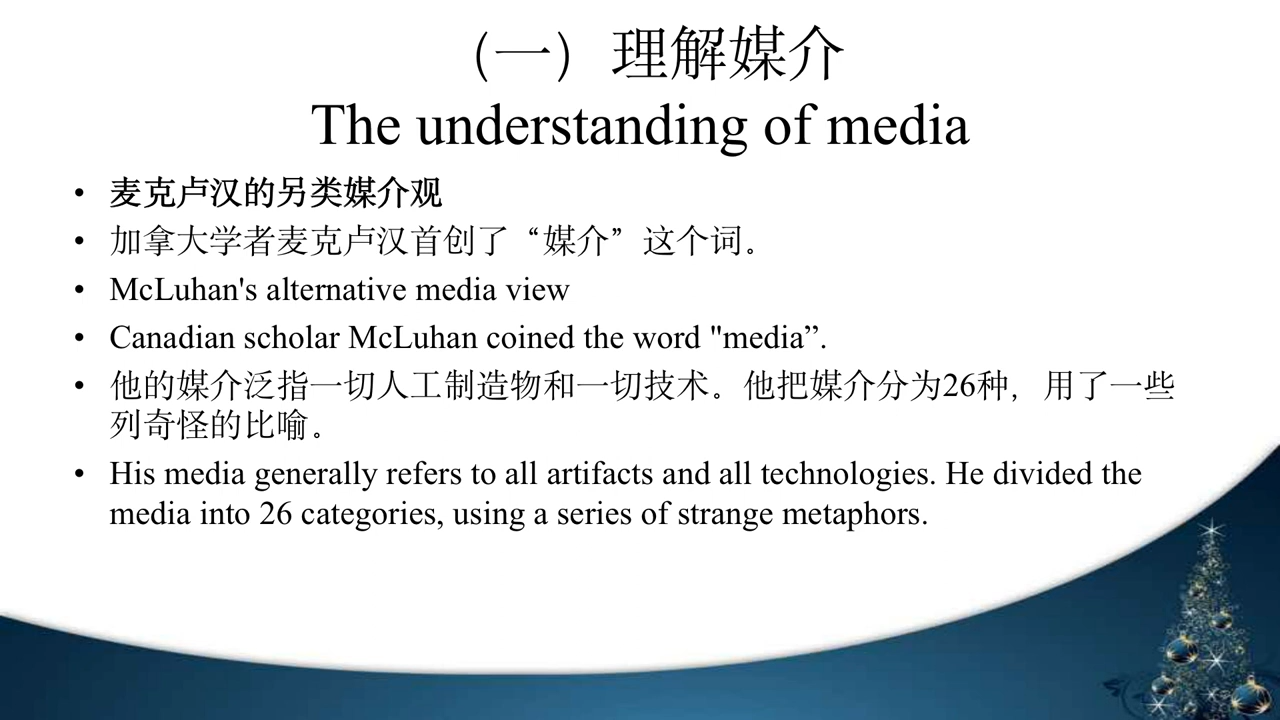 （一）理解媒介
The understanding of media
• 麦克卢汉的另类媒介观
• 加拿大学者麦克卢汉首创了“媒介”这个词。
• McLuhan's alternative media view
• Canadian scholar McLuhan coined the word "media”.
• 他的媒介泛指一切人工制造物和一切技术。他把媒介分为26种，用了一些
列奇怪的比喻。
• His media generally refers to all artifacts and all technologies. He divided the
media into 26 categories, using a series of strange metaphors.